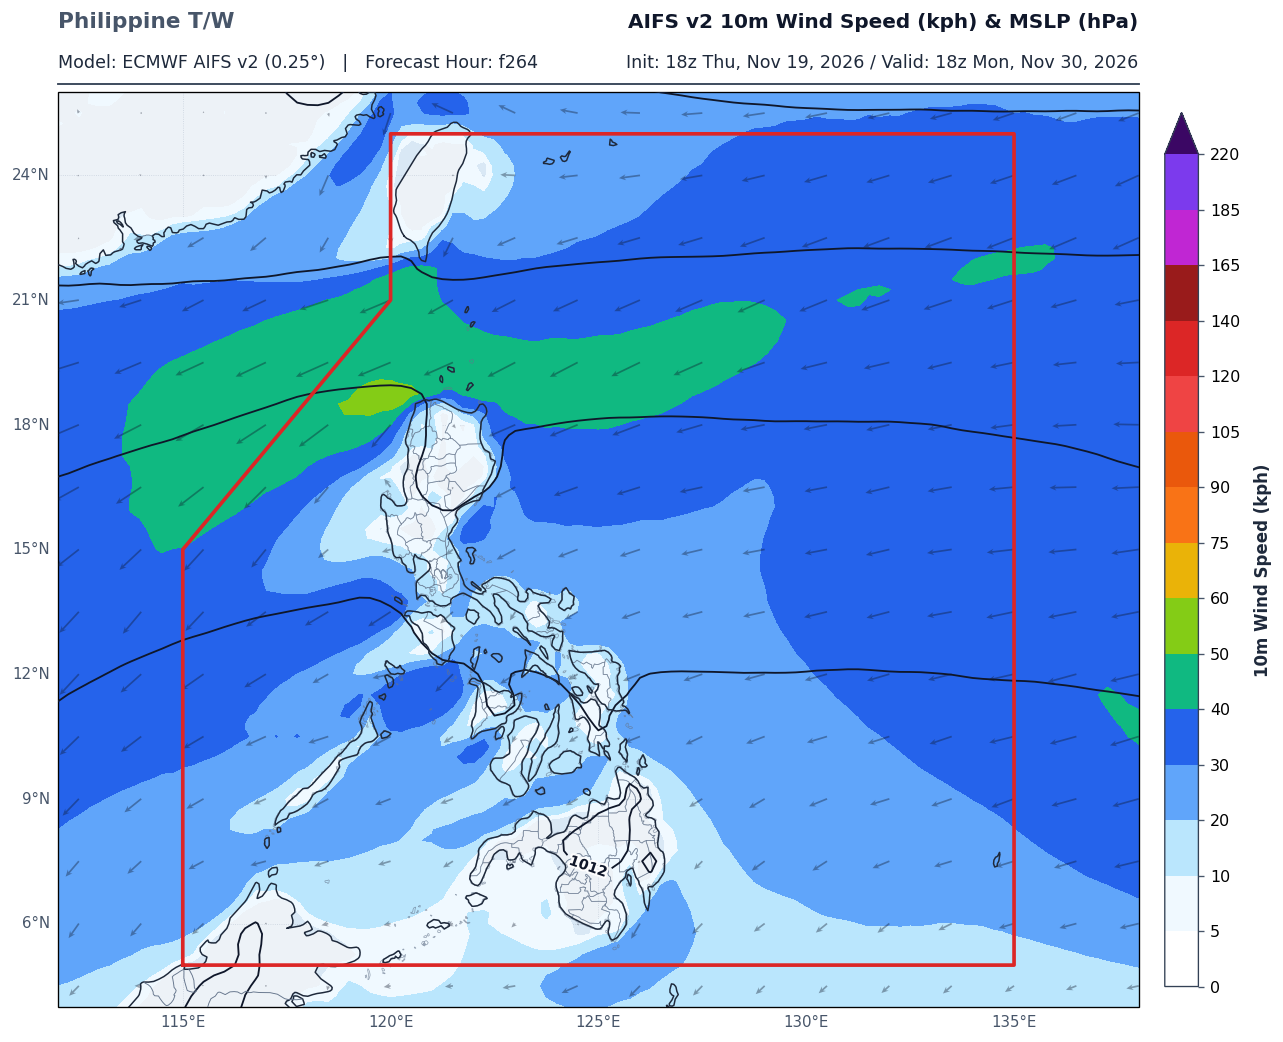 Philippine T/W
AIFS v2 10m Wind Speed (kph) & MSLP (hPa)
Model: ECMWF AIFS v2 (0.25°) | Forecast Hour: f264
Init: 18z Thu, Nov 19, 2026 / Valid: 18z Mon, Nov 30, 2026
24°N
21°N
18°N
15°N
12°N
9°N
6°N
1012
115°E
120°E
125°E
130°E
135°E
220
185
165
140
120
105
90
75
60
50
40
30
20
10
5
0
10m Wind Speed (kph)